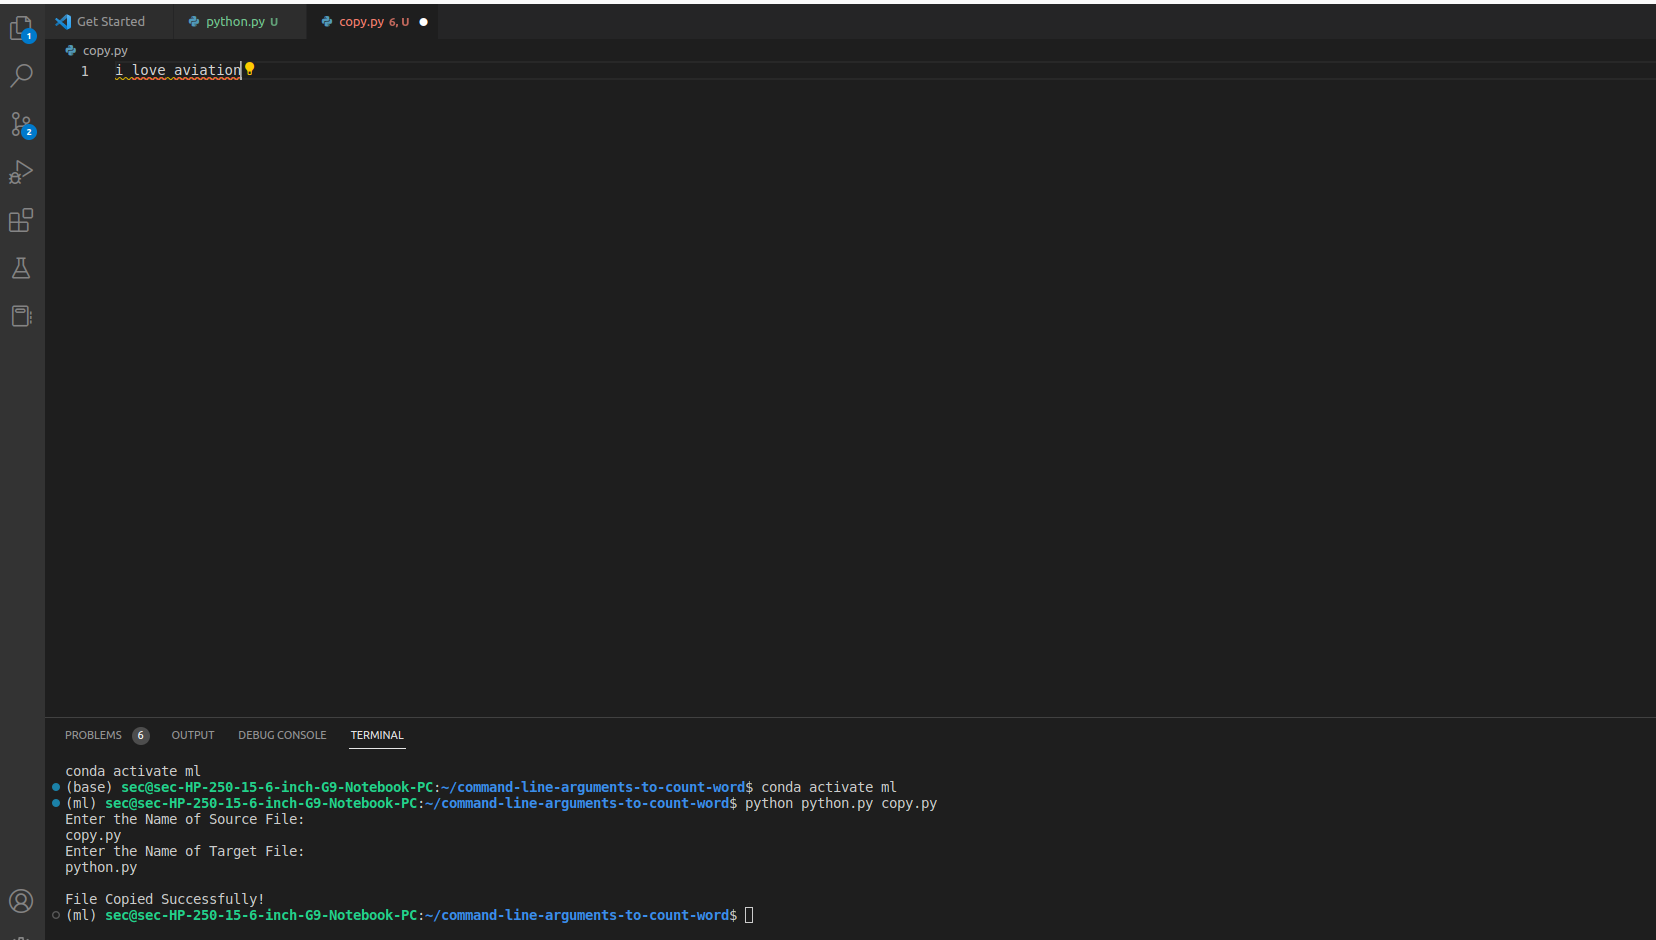 Get Started python.py U copy.py 6, U
1
copy.py
1 i love aviation
2
PROBLEMS 6 OUTPUT DEBUG CONSOLE TERMINAL
conda activate ml
(base) sec@sec-HP-250-15-6-inch-G9-Notebook-PC:~/command-line-arguments-to-count-word$ conda activate ml
(ml) sec@sec-HP-250-15-6-inch-G9-Notebook-PC:~/command-line-arguments-to-count-word$ python python.py copy.py
Enter the Name of Source File:
copy.py
Enter the Name of Target File:
python.py
File Copied Successfully!
(ml) sec@sec-HP-250-15-6-inch-G9-Notebook-PC:~/command-line-arguments-to-count-word$